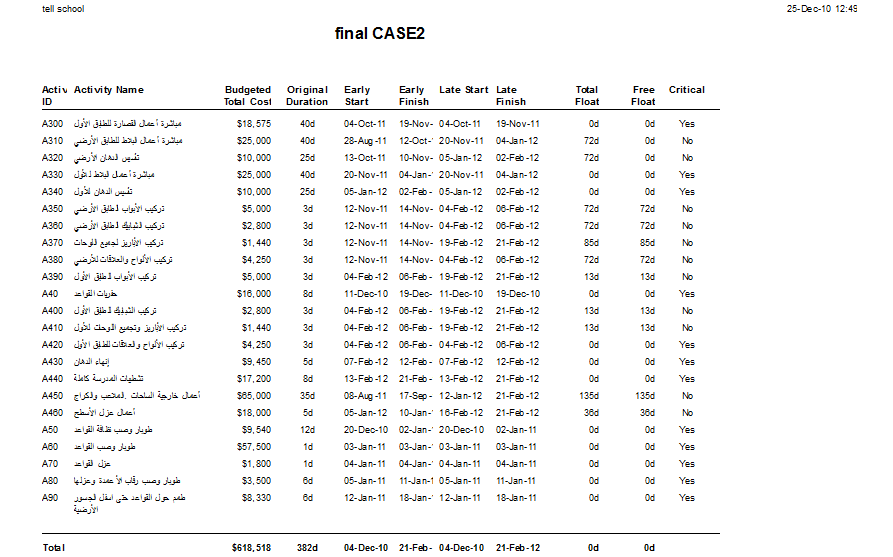 tell school 25-Dec-10 12:49
final CASE2
Activ Activity Name Budgeted Original Early Early Late Start Late Total Free Critical
ID Total Cost Duration Start Finish Finish Float Float
A300 مباشرة أعمال القصارة للطابق الأول $18,575 40d 04-Oct-11 19-Nov- 04-Oct-11 19-Nov-11 0d 0d Yes
A310 مباشرة أعمال البلاط للطابق الأرضي $25,000 40d 28-Aug-11 12-Oct-' 20-Nov-11 04-Jan-12 72d 0d No
A320 تأسيس الدهان الأرضي $10,000 25d 13-Oct-11 10-Nov- 05-Jan-12 02-Feb-12 72d 0d No
A330 مباشرة أعمال البلاط للأول $25,000 40d 20-Nov-11 04-Jan-' 20-Nov-11 04-Jan-12 0d 0d Yes
A340 تأسيس الدهان للأول $10,000 25d 05-Jan-12 02-Feb- 05-Jan-12 02-Feb-12 0d 0d Yes
A350 تركيب الأبواب للطابق الأرضي $5,000 3d 12-Nov-11 14-Nov- 04-Feb-12 06-Feb-12 72d 72d No
A360 تركيب الشبابيك للطابق الأرضي $2,800 3d 12-Nov-11 14-Nov- 04-Feb-12 06-Feb-12 72d 72d No
A370 تركيب الأباريز لجميع اللوحات $1,440 3d 12-Nov-11 14-Nov- 19-Feb-12 21-Feb-12 85d 85d No
A380 تركيب الألواح والعلاقات للأرضي $4,250 3d 12-Nov-11 14-Nov- 04-Feb-12 06-Feb-12 72d 72d No
A390 تركيب الأبواب للطابق الأول $5,000 3d 04-Feb-12 06-Feb- 19-Feb-12 21-Feb-12 13d 13d No
A40 حفريات القواعد $16,000 8d 11-Dec-10 19-Dec- 11-Dec-10 19-Dec-10 0d 0d Yes
A400 تركيب الشبابيك للطابق الأول $2,800 3d 04-Feb-12 06-Feb- 19-Feb-12 21-Feb-12 13d 13d No
A410 تركيب الأباريز وتجميع اللوحات للأول $1,440 3d 04-Feb-12 06-Feb- 19-Feb-12 21-Feb-12 13d 13d No
A420 تركيب الألواح والعلاقات للطابق الأول $4,250 3d 04-Feb-12 06-Feb- 04-Feb-12 06-Feb-12 0d 0d Yes
A430 إنهاء الدهان $9,450 5d 07-Feb-12 12-Feb- 07-Feb-12 12-Feb-12 0d 0d Yes
A440 تشطيبات المدرسة كاملة $17,200 8d 13-Feb-12 21-Feb- 13-Feb-12 21-Feb-12 0d 0d Yes
A450 أعمال خارجية الساحات ,الملاعب والكراج $65,000 35d 08-Aug-11 17-Sep- 12-Jan-12 21-Feb-12 135d 135d No
A460 أعمال عزل الأسطح $18,000 5d 05-Jan-12 10-Jan-' 16-Feb-12 21-Feb-12 36d 36d No
A50 طوبار وصب نظافة القواعد $9,540 12d 20-Dec-10 02-Jan-' 20-Dec-10 02-Jan-11 0d 0d Yes
A60 طوبار وصب القواعد $57,500 1d 03-Jan-11 03-Jan-' 03-Jan-11 03-Jan-11 0d 0d Yes
A70 عزل القواعد $1,800 1d 04-Jan-11 04-Jan-' 04-Jan-11 04-Jan-11 0d 0d Yes
A80 طوبار وصب رقاب الأعمدة وعزلها $3,500 6d 05-Jan-11 11-Jan-1 05-Jan-11 11-Jan-11 0d 0d Yes
A90 طمم حول القواعد حتى اسفل الجسور $8,330 6d 12-Jan-11 18-Jan-' 12-Jan-11 18-Jan-11 0d 0d Yes
الأرضية
Total $618,518 382d 04-Dec-10 21-Feb- 04-Dec-10 21-Feb-12 0d 0d